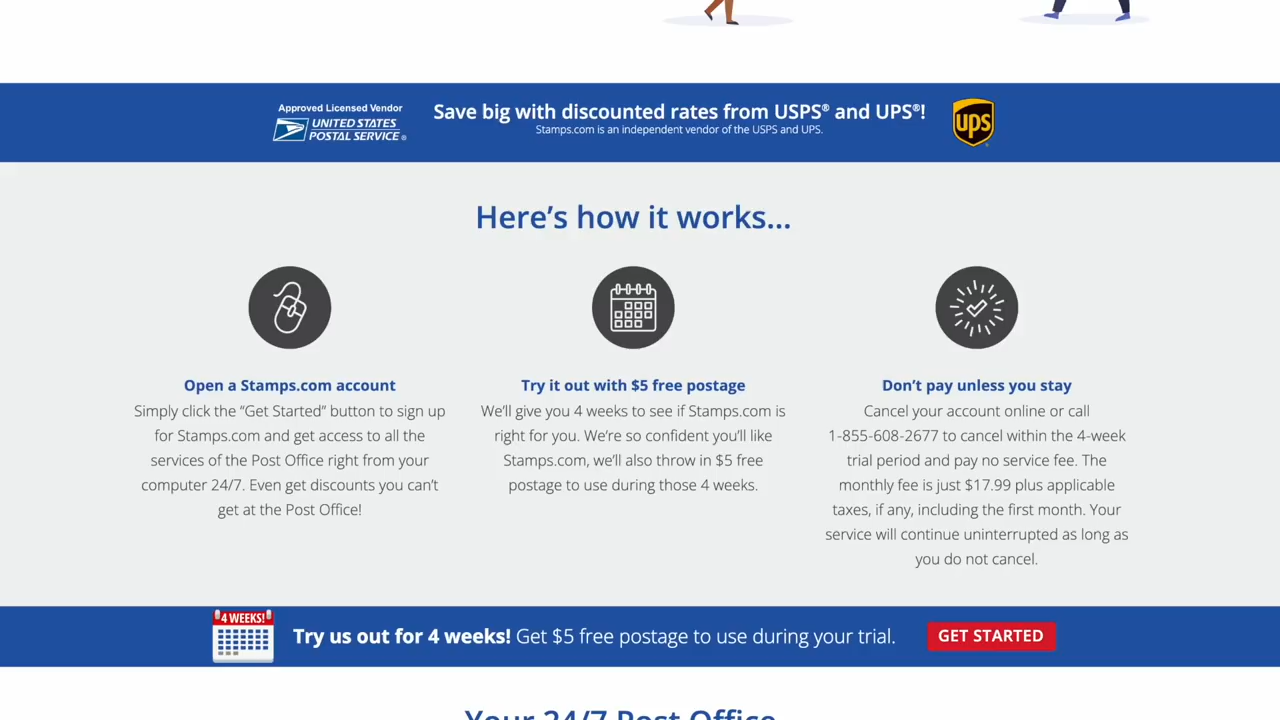 Approved Licensed Vendor
UNITED STATES
POSTAL SERVICE®
Save big with discounted rates from USPS® and UPS®!
Stamps.com is an independent vendor of the USPS and UPS.
ups
Here's how it works...
Open a Stamps.com account
Simply click the “Get Started” button to sign up
for Stamps.com and get access to all the
services of the Post Office right from your
computer 24/7. Even get discounts you can’t
get at the Post Office!
Try it out with $5 free postage
We’ll give you 4 weeks to see if Stamps.com is
right for you. We’re so confident you’ll like
Stamps.com, we’ll also throw in $5 free
postage to use during those 4 weeks.
Don’t pay unless you stay
Cancel your account online or call
1-855-608-2677 to cancel within the 4-week
trial period and pay no service fee. The
monthly fee is just $17.99 plus applicable
taxes, if any, including the first month. Your
service will continue uninterrupted as long as
you do not cancel.
4 WEEKS!
Try us out for 4 weeks! Get $5 free postage to use during your trial.
GET STARTED
Your 24/7 Post Office